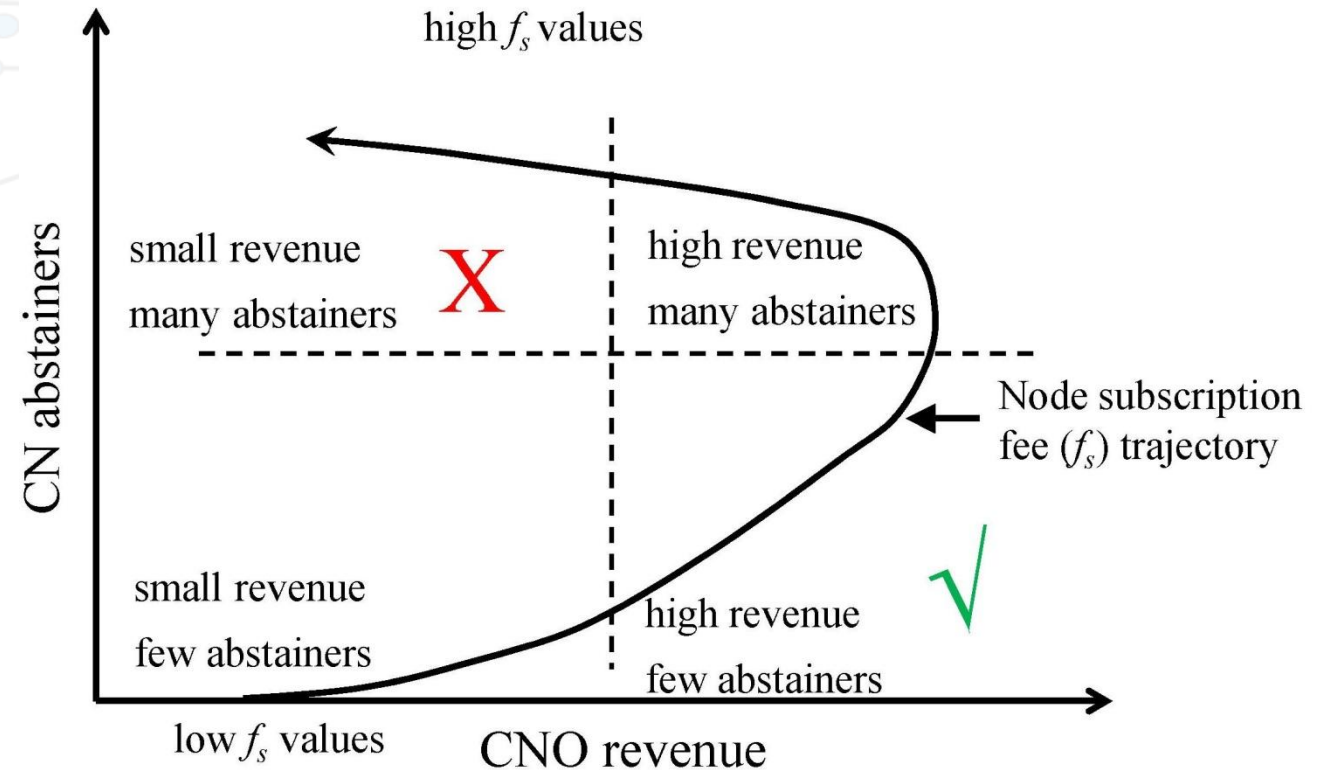 high fs values
small revenue
many abstainers
X
high revenue
many abstainers
CN abstainers
Node subscription
fee (fs) trajectory
small revenue
few abstainers
high revenue
few abstainers
√
low fs values
CNO revenue